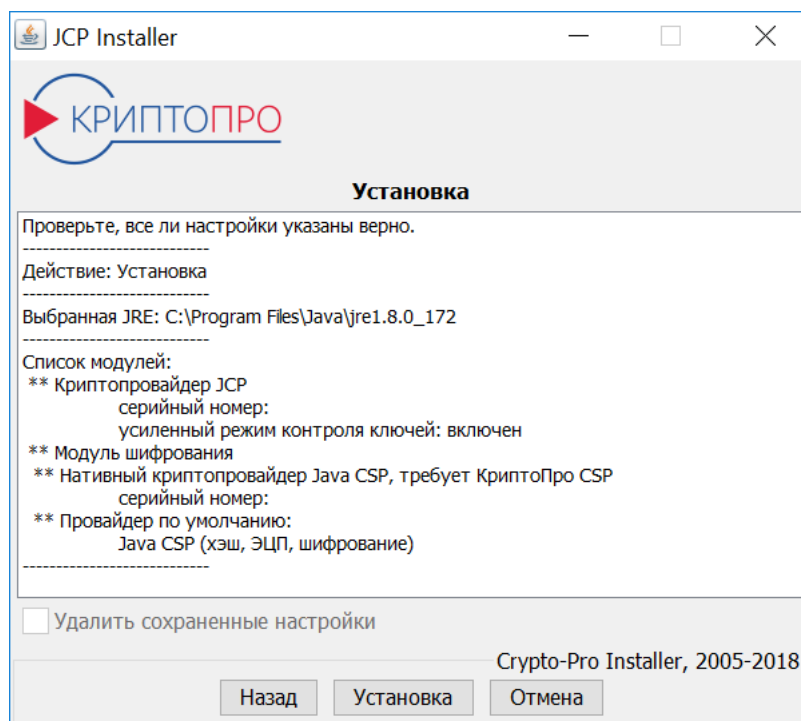 JCP Installer
КРИПТОПРО
Установка
Проверьте, все ли настройки указаны верно.
----------------------------
Действие: Установка
----------------------------
Выбранная JRE: C:\Program Files\Java\jre1.8.0_172
----------------------------
Список модулей:
** Криптопровайдер JCP
серийный номер:
усиленный режим контроля ключей: включен
** Модуль шифрования
** Нативный криптопровайдер Java CSP, требует КриптоПро CSP
серийный номер:
** Провайдер по умолчанию:
Java CSP (хэш, ЭЦП, шифрование)
----------------------------
Удалить сохраненные настройки
Crypto-Pro Installer, 2005-2018
Назад Установка Отмена